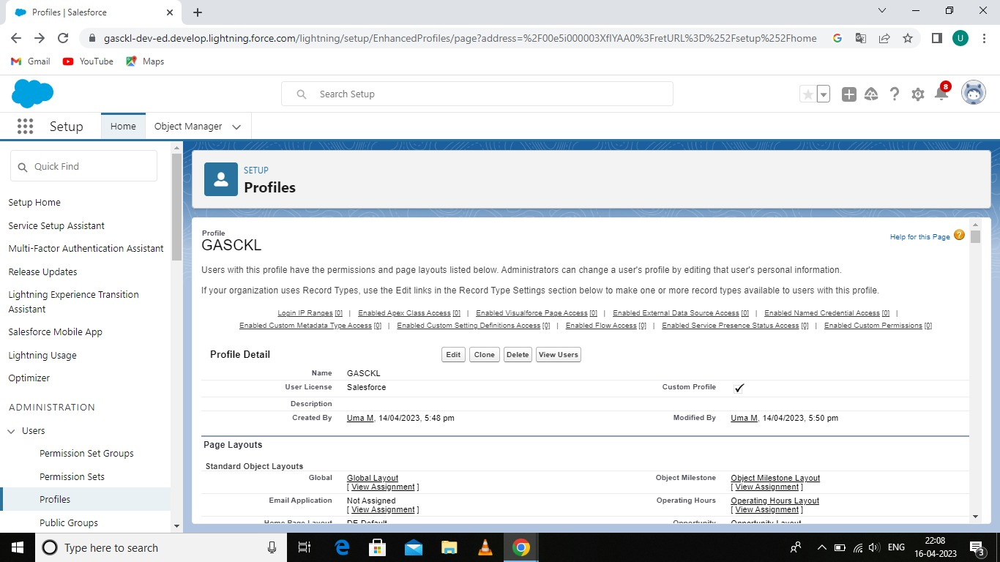 Profiles | Salesforce
gasckl-dev-ed.develop.lightning.force.com/lightning/setup/EnhancedProfiles/page?address=%2F00e5i000003XflYAA0%3FretURL%3D%252Fsetup%252Fhome
U
Gmail YouTube Maps
Search Setup
8
Setup Home Object Manager
Quick Find
Setup Home
Service Setup Assistant
Multi-Factor Authentication Assistant
Release Updates
Lightning Experience Transition
Assistant
Salesforce Mobile App
Lightning Usage
Optimizer
ADMINISTRATION
Users
Permission Set Groups
Permission Sets
Profiles
Public Groups
SETUP
Profiles
Profile
GASCKL
Help for this Page ?
Users with this profile have the permissions and page layouts listed below. Administrators can change a user's profile by editing that user's personal information.
If your organization uses Record Types, use the Edit links in the Record Type Settings section below to make one or more record types available to users with this profile.
Login IP Ranges [0] | Enabled Apex Class Access [0] | Enabled Visualforce Page Access [0] | Enabled External Data Source Access [0] | Enabled Named Credential Access [0] |
Enabled Custom Metadata Type Access [0] | Enabled Custom Setting Definitions Access [0] | Enabled Flow Access [0] | Enabled Service Presence Status Access [0] | Enabled Custom Permissions [0]
Profile Detail Edit Clone Delete View Users
Name GASCKL
User License Salesforce Custom Profile ✓
Description
Created By Uma M, 14/04/2023, 5:48 pm Modified By Uma M, 14/04/2023, 5:50 pm
Page Layouts
Standard Object Layouts
Global Global Layout Object Milestone Object Milestone Layout
[ View Assignment ] [ View Assignment ]
Email Application Not Assigned Operating Hours Operating Hours Layout
[ View Assignment ] [ View Assignment ]
Home Page Layout DE Default Opportunity Opportunity Layout
Type here to search
ENG
22:08
16-04-2023
3